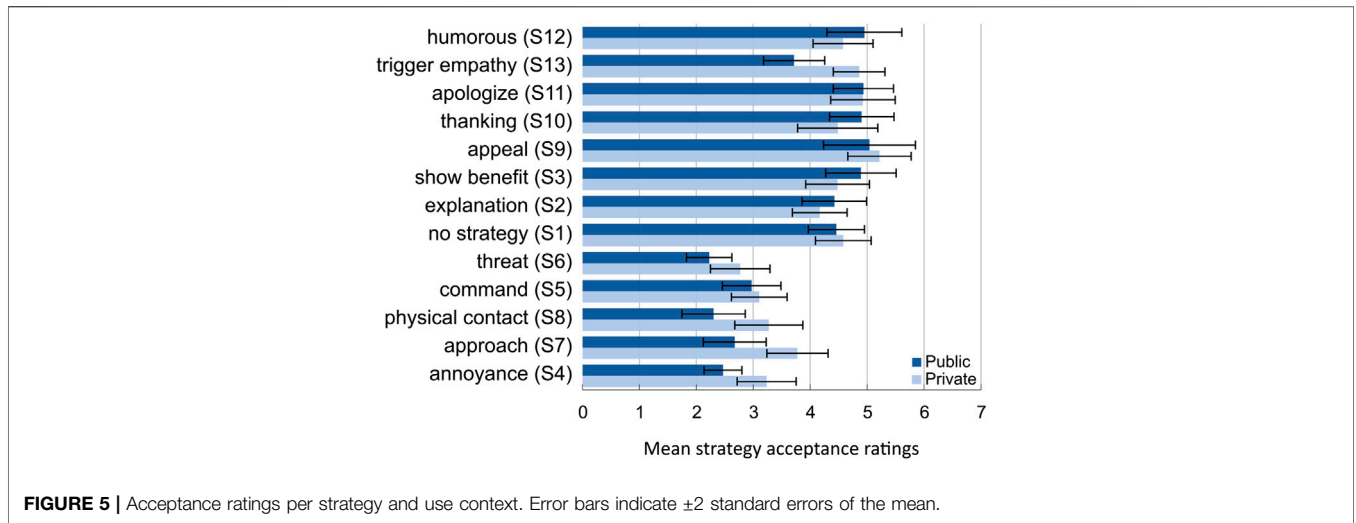 humorous (S12)
trigger empathy (S13)
apologize (S11)
thanking (S10)
appeal (S9)
show benefit (S3)
explanation (S2)
no strategy (S1)
threat (S6)
command (S5)
physical contact (S8)
approach (S7)
annoyance (S4)
Public
Private
0 1 2 3 4 5 6 7
Mean strategy acceptance ratings
FIGURE 5 | Acceptance ratings per strategy and use context. Error bars indicate ±2 standard errors of the mean.